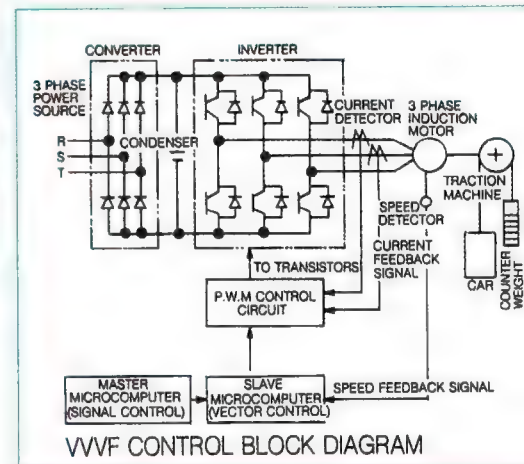 CONVERTER
INVERTER
3 PHASE
POWER
SOURCE
R
S
T
CONDENSER
CURRENT
DETECTOR
3 PHASE
INDUCTION
MOTOR
TRACTION
MACHINE
SPEED
DETECTOR
CURRENT
FEEDBACK
SIGNAL
CAR
COUNTER
WEIGHT
TO TRANSISTORS
P.W.M CONTROL
CIRCUIT
MASTER
MICROCOMPUTER
(SIGNAL CONTROL)
SLAVE
MICROCOMPUTER
(VECTOR CONTROL)
SPEED FEEDBACK SIGNAL
VVVF CONTROL BLOCK DIAGRAM